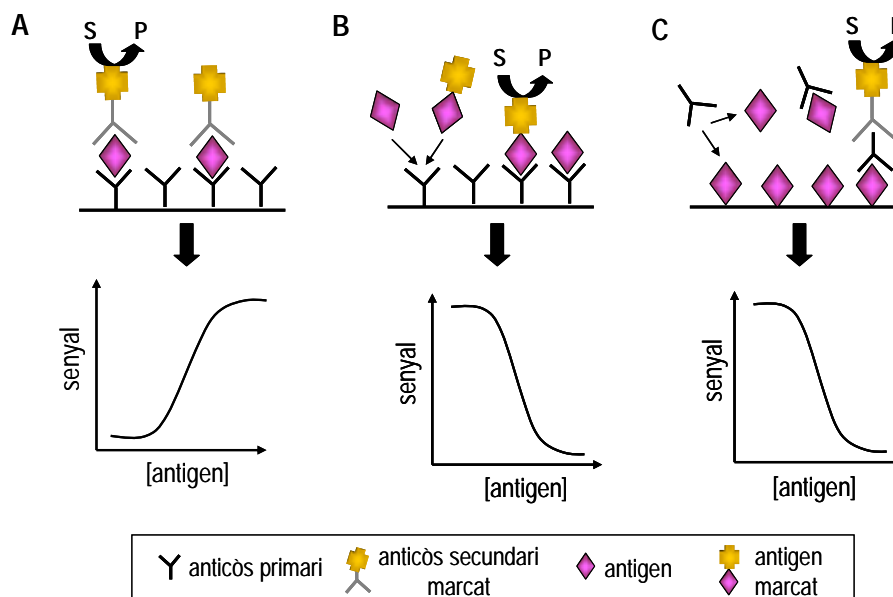 A
S P
B
S P
C
S
senyal
[antigen]
senyal
[antigen]
senyal
[antigen]
anticòs primari
anticòs secundari
marcat
antigen
antigen
marcat